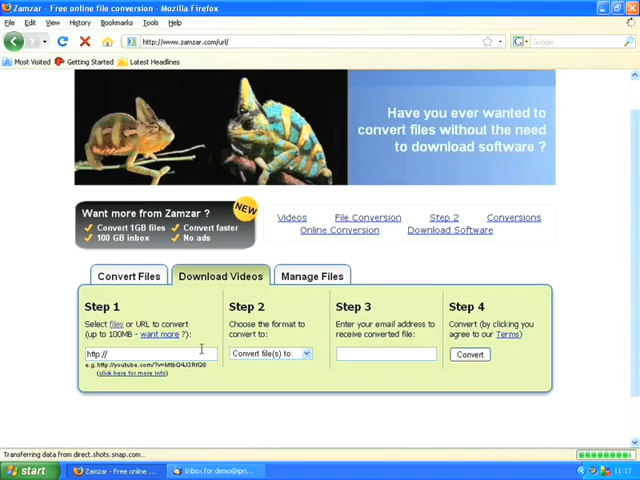 Zamzar - Free online file conversion - Mozilla Firefox
File Edit View History Bookmarks Tools Help
http://www.zamzar.com/url/
Google
Most Visited Getting Started Latest Headlines
Have you ever wanted to
convert files without the need
to download software ?
NEW
Want more from Zamzar ?
Convert 1GB files Convert faster
100 GB inbox No ads
Videos File Conversion Step 2 Conversions
Online Conversion Download Software
Convert Files Download Videos Manage Files
Step 1
Select files or URL to convert
(up to 100MB - want more ?):
http://
(click here for more info)
Step 2
Choose the format to
convert to:
Convert file(s) to:
Step 3
Enter your email address to
receive converted file:
Step 4
Convert (by clicking you
agree to our Terms)
Convert
Transferring data from direct.shots.snap.com...
start Zamzar - Free online ... Inbox for demo@ipri... 11:17